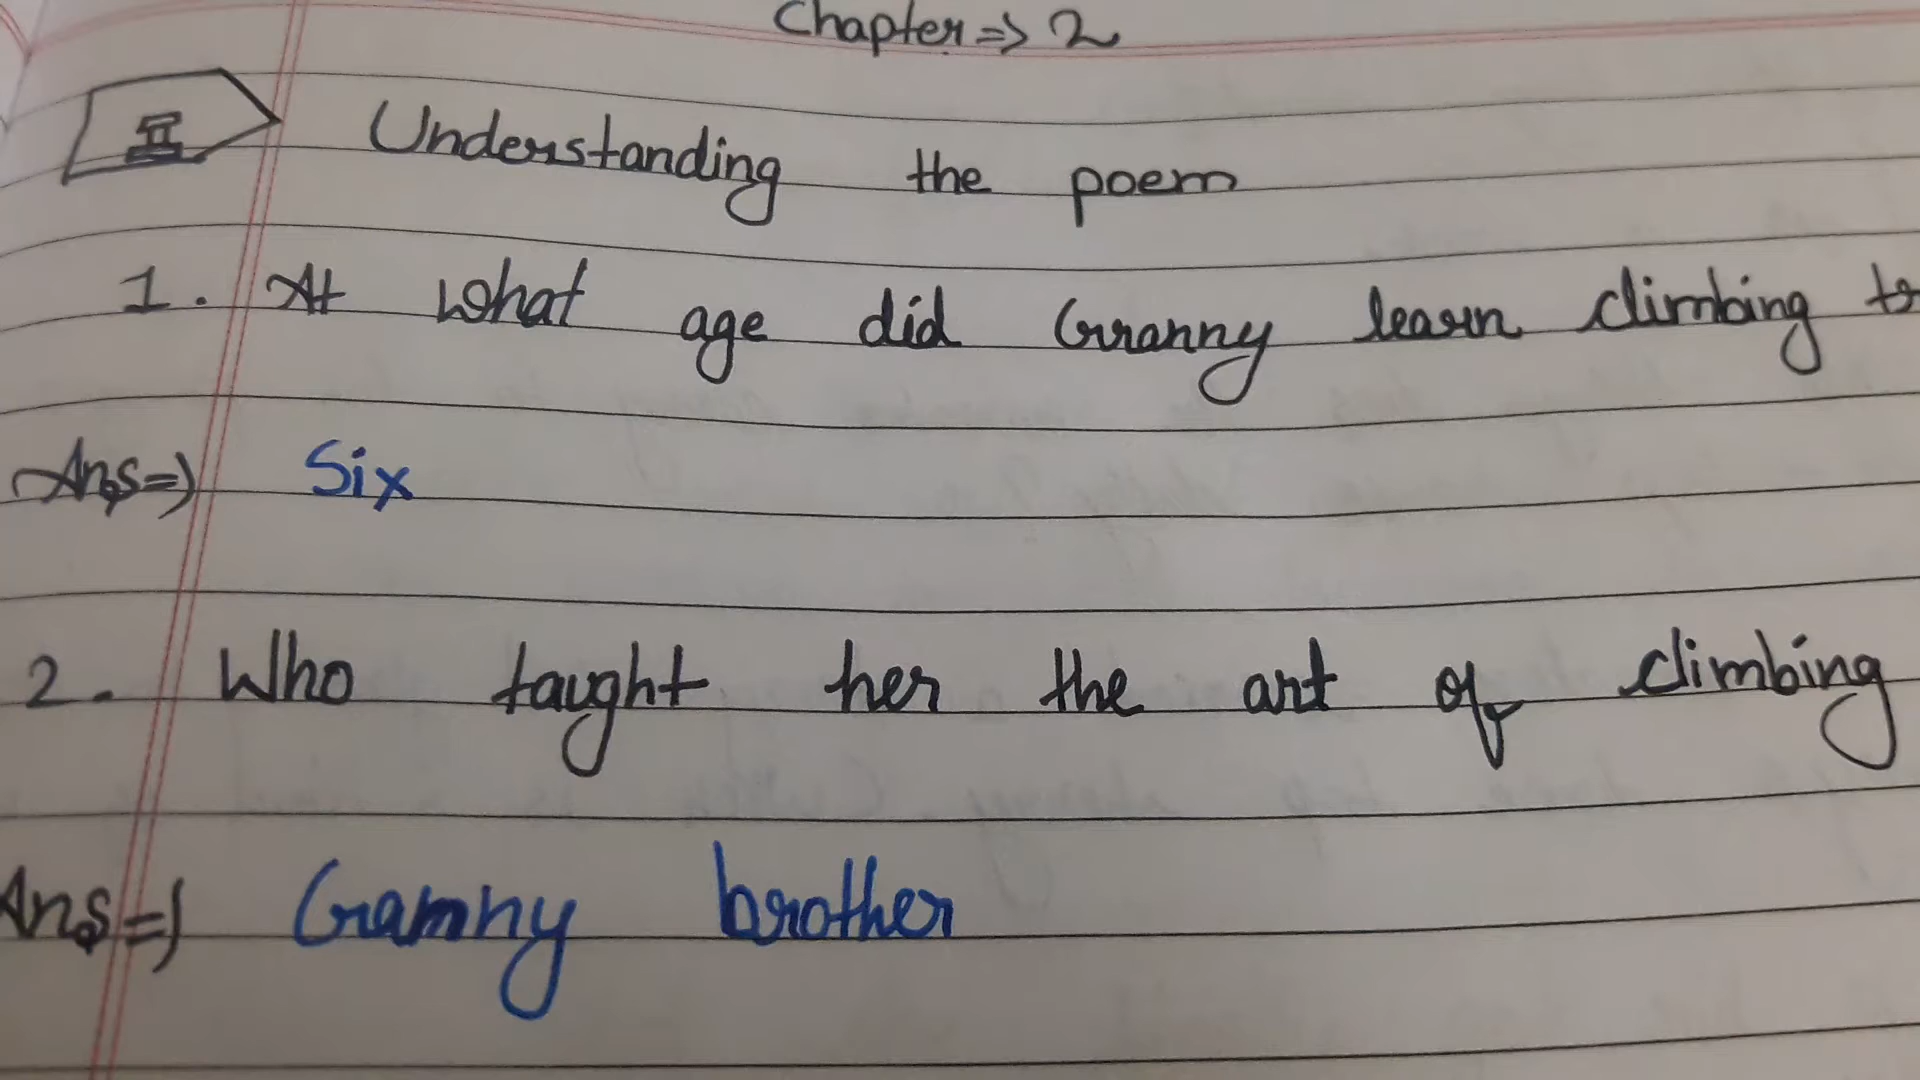 Chapter => 2
II Understanding the poem
1. At what age did Granny learn climbing
Ans=> Six
2. Who taught her the art of climbing
Ans=> Granny brother